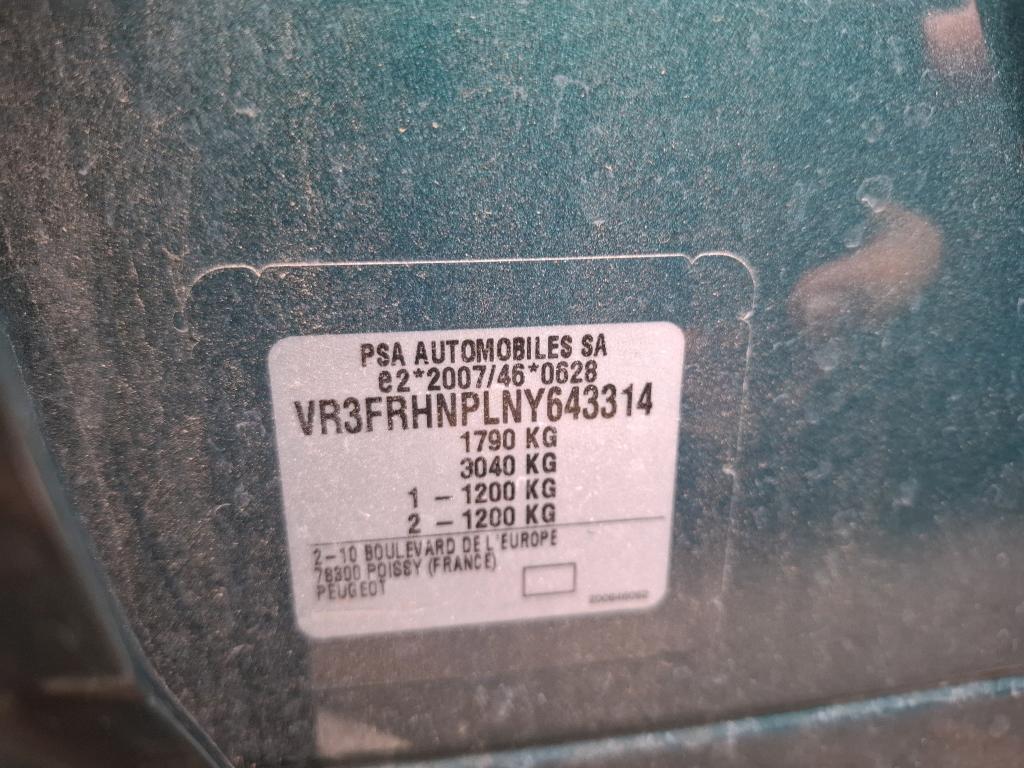 PSA AUTOMOBILES SA
e2*2007/46*0628
VR3FRHNPLNY643314
1790 KG
3040 KG
1 - 1200 KG
2 - 1200 KG
2-10 BOULEVARD DE L'EUROPE
78300 POISSY (FRANCE)
PEUGEOT